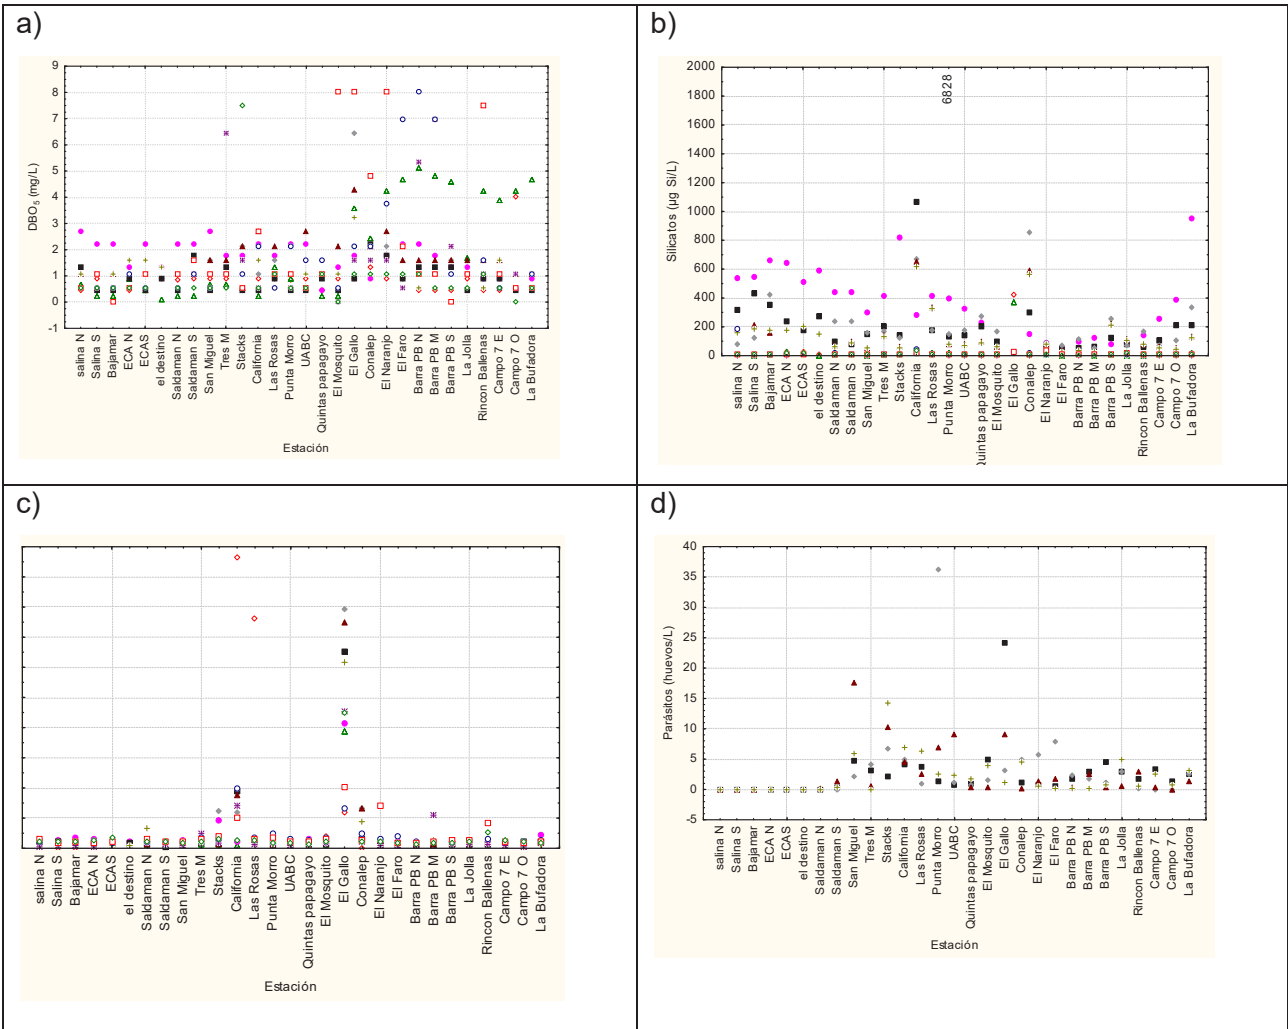 a)
9
8
7
6
5
4
3
2
1
0
-1
DBO5 (mg/L)
salina N
Salina S
Bajamar
ECA N
ECAS
el destino
Saldaman N
Saldaman S
San Miguel
Tres M
Stacks
California
Las Rosas
Punta Morro
UABC
Quintas papagayo
El Mosquito
El Gallo
Conalep
El Naranjo
El Faro
Barra PB N
Barra PB M
Barra PB S
La Jolla
Rincon Ballenas
Campo 7 E
Campo 7 O
La Bufadora
Estación
b)
2000
1800
1600
1400
1200
1000
800
600
400
200
0
Silicatos (µg Si/L)
6828
salina N
Salina S
Bajamar
ECA N
ECAS
el destino
Saldaman N
Saldaman S
San Miguel
Tres M
Stacks
California
Las Rosas
Punta Morro
UABC
Quintas papagayo
El Mosquito
El Gallo
Conalep
El Naranjo
El Faro
Barra PB N
Barra PB M
Barra PB S
La Jolla
Rincon Ballenas
Campo 7 E
Campo 7 O
La Bufadora
c)
salina N
Salina S
Bajamar
ECA N
ECAS
el destino
Saldaman N
Saldaman S
San Miguel
Tres M
Stacks
California
Las Rosas
Punta Morro
UABC
Quintas papagayo
El Mosquito
El Gallo
Conalep
El Naranjo
El Faro
Barra PB N
Barra PB M
Barra PB S
La Jolla
Rincon Ballenas
Campo 7 E
Campo 7 O
La Bufadora
Estación
d)
40
35
30
25
20
15
10
5
0
-5
Parásitos (huevos/L)
salina N
Salina S
Bajamar
ECA N
ECAS
el destino
Saldaman N
Saldaman S
San Miguel
Tres M
Stacks
California
Las Rosas
Punta Morro
UABC
Quintas papagayo
El Mosquito
El Gallo
Conalep
El Naranjo
El Faro
Barra PB N
Barra PB M
Barra PB S
La Jolla
Rincon Ballenas
Campo 7 E
Campo 7 O
La Bufadora
Estación